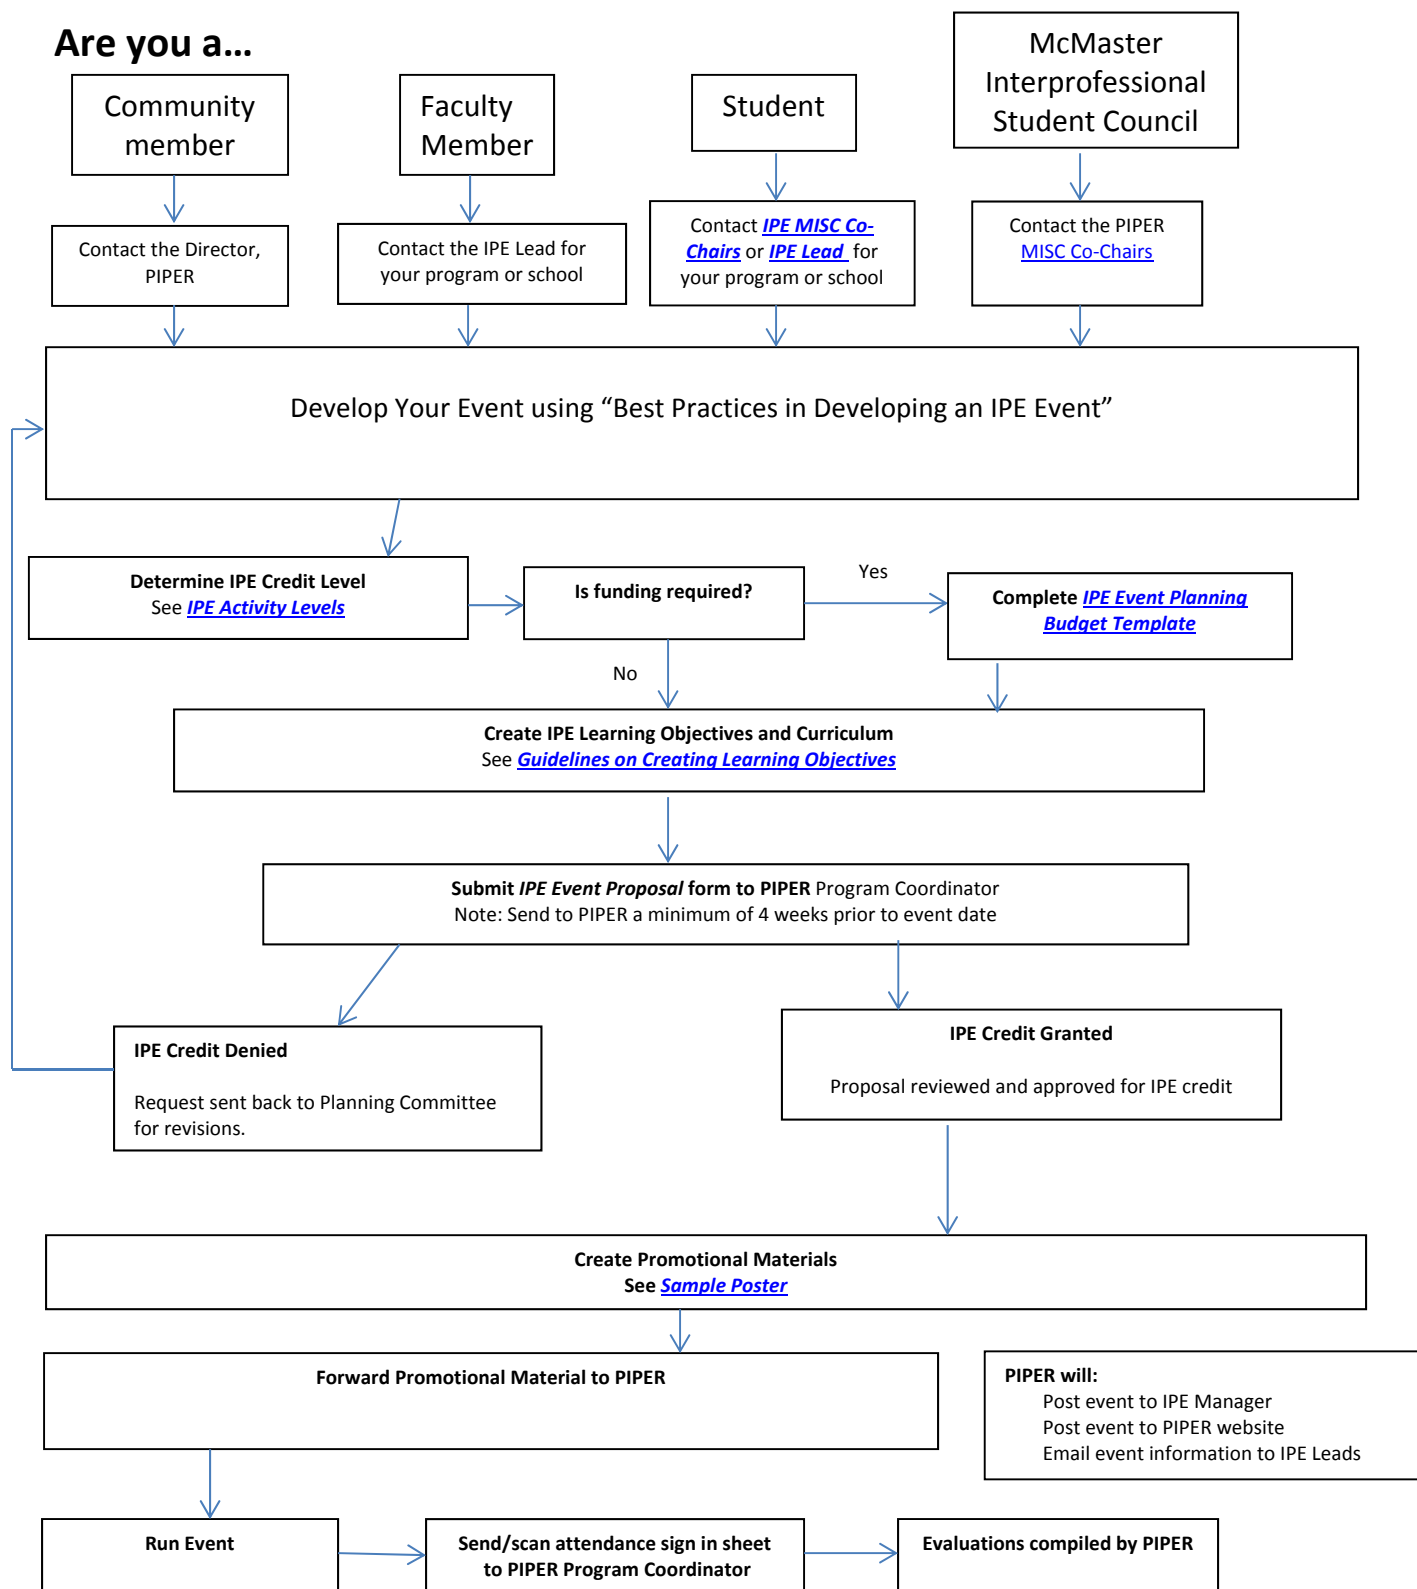 Are you a...
Community
member
Faculty
Member
Student
McMaster
Interprofessional
Student Council
Contact the Director,
PIPER
Contact the IPE Lead for
your program or school
Contact IPE MISC Co-
Chairs or IPE Lead for
your program or school
Contact the PIPER
MISC Co-Chairs
Develop Your Event using “Best Practices in Developing an IPE Event”
Determine IPE Credit Level
See IPE Activity Levels
Is funding required?
Yes
Complete IPE Event Planning
Budget Template
No
Create IPE Learning Objectives and Curriculum
See Guidelines on Creating Learning Objectives
Submit IPE Event Proposal form to PIPER Program Coordinator
Note: Send to PIPER a minimum of 4 weeks prior to event date
IPE Credit Denied
Request sent back to Planning Committee
for revisions.
IPE Credit Granted
Proposal reviewed and approved for IPE credit
Create Promotional Materials
See Sample Poster
Forward Promotional Material to PIPER
PIPER will:
Post event to IPE Manager
Post event to PIPER website
Email event information to IPE Leads
Run Event
Send/scan attendance sign in sheet
to PIPER Program Coordinator
Evaluations compiled by PIPER